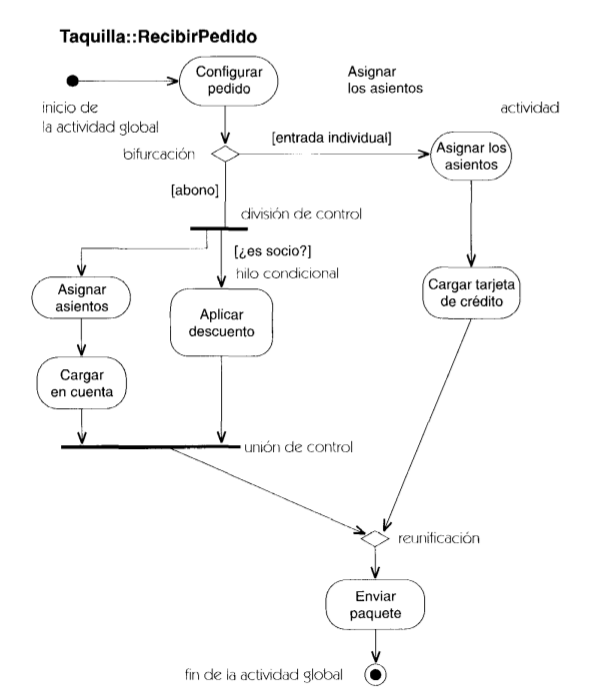 Taquilla::RecibirPedido
Configurar
pedido
Asignar
los asientos
inicio de
la actividad global
actividad
bifurcación
[entrada individual]
Asignar los
asientos
[abono]
división de control
[¿es socio?]
hilo condicional
Asignar
asientos
Aplicar
descuento
Cargar tarjeta
de crédito
Cargar
en cuenta
unión de control
reunificación
Enviar
paquete
fin de la actividad global